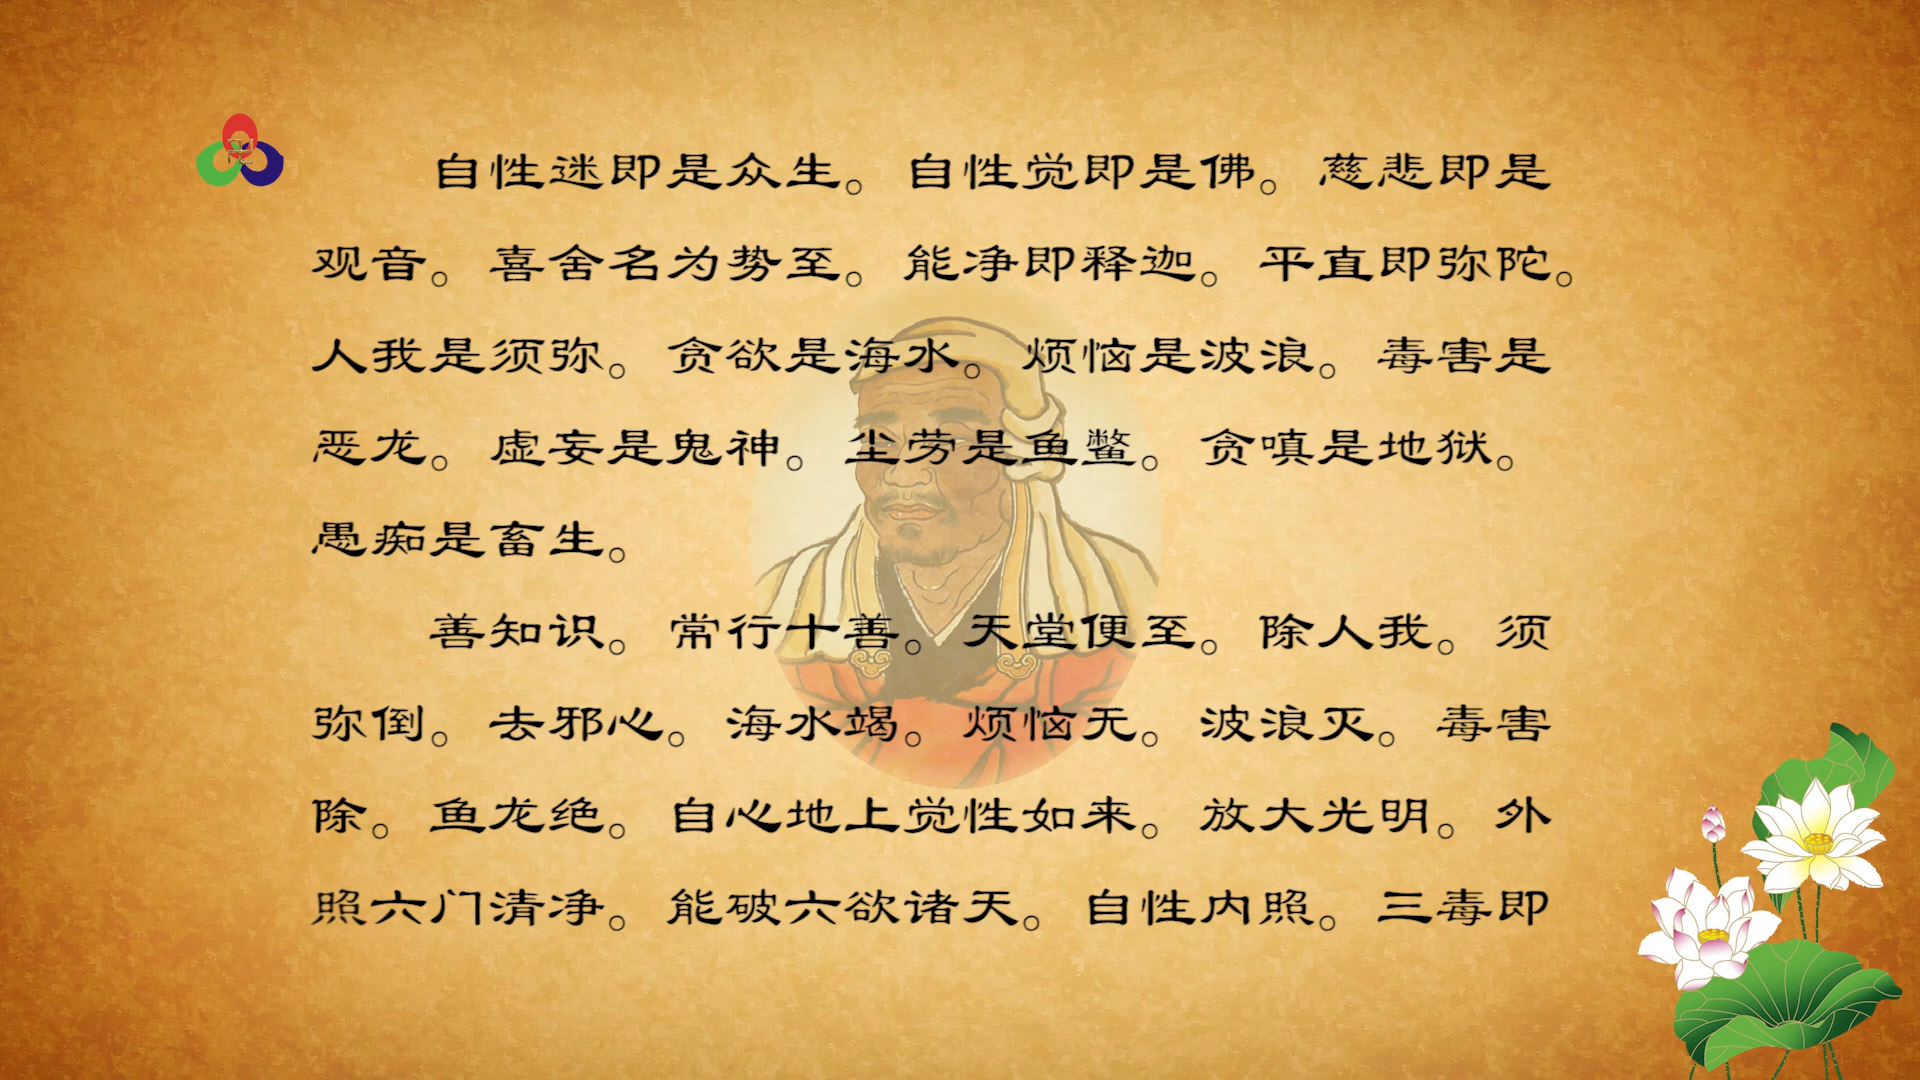 自性迷即是众生。自性觉即是佛。慈悲即是
观音。喜舍名为势至。能净即释迦。平直即弥陀。
人我是须弥。贪欲是海水。烦恼是波浪。毒害是
恶龙。虚妄是鬼神。尘劳是鱼鳖。贪嗔是地狱。
愚痴是畜生。
善知识。常行十善。天堂便至。除人我。须
弥倒。去邪心。海水竭。烦恼无。波浪灭。毒害
除。鱼龙绝。自心地上觉性如来。放大光明。外
照六门清净。能破六欲诸天。自性内照。三毒即